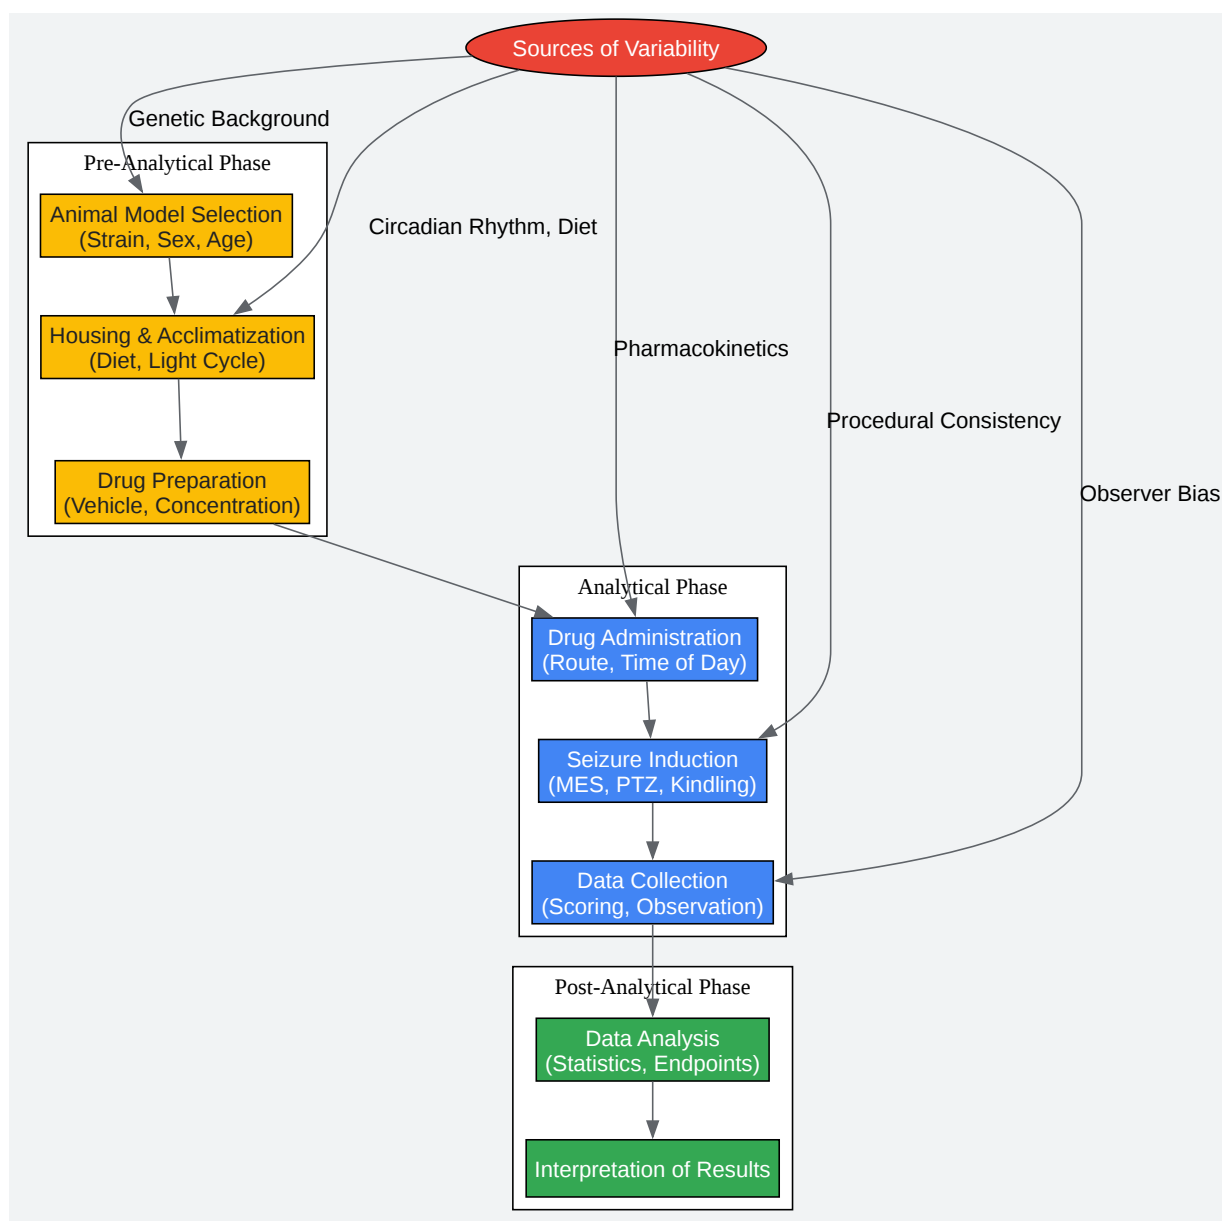 Sources of Variability
Genetic Background
Pre-Analytical Phase
Animal Model Selection
(Strain, Sex, Age)
Circadian Rhythm, Diet
Housing & Acclimatization
(Diet, Light Cycle)
Pharmacokinetics
Procedural Consistency
Drug Preparation
(Vehicle, Concentration)
Observer Bias
Analytical Phase
Drug Administration
(Route, Time of Day)
Seizure Induction
(MES, PTZ, Kindling)
Data Collection
(Scoring, Observation)
Post-Analytical Phase
Data Analysis
(Statistics, Endpoints)
Interpretation of Results